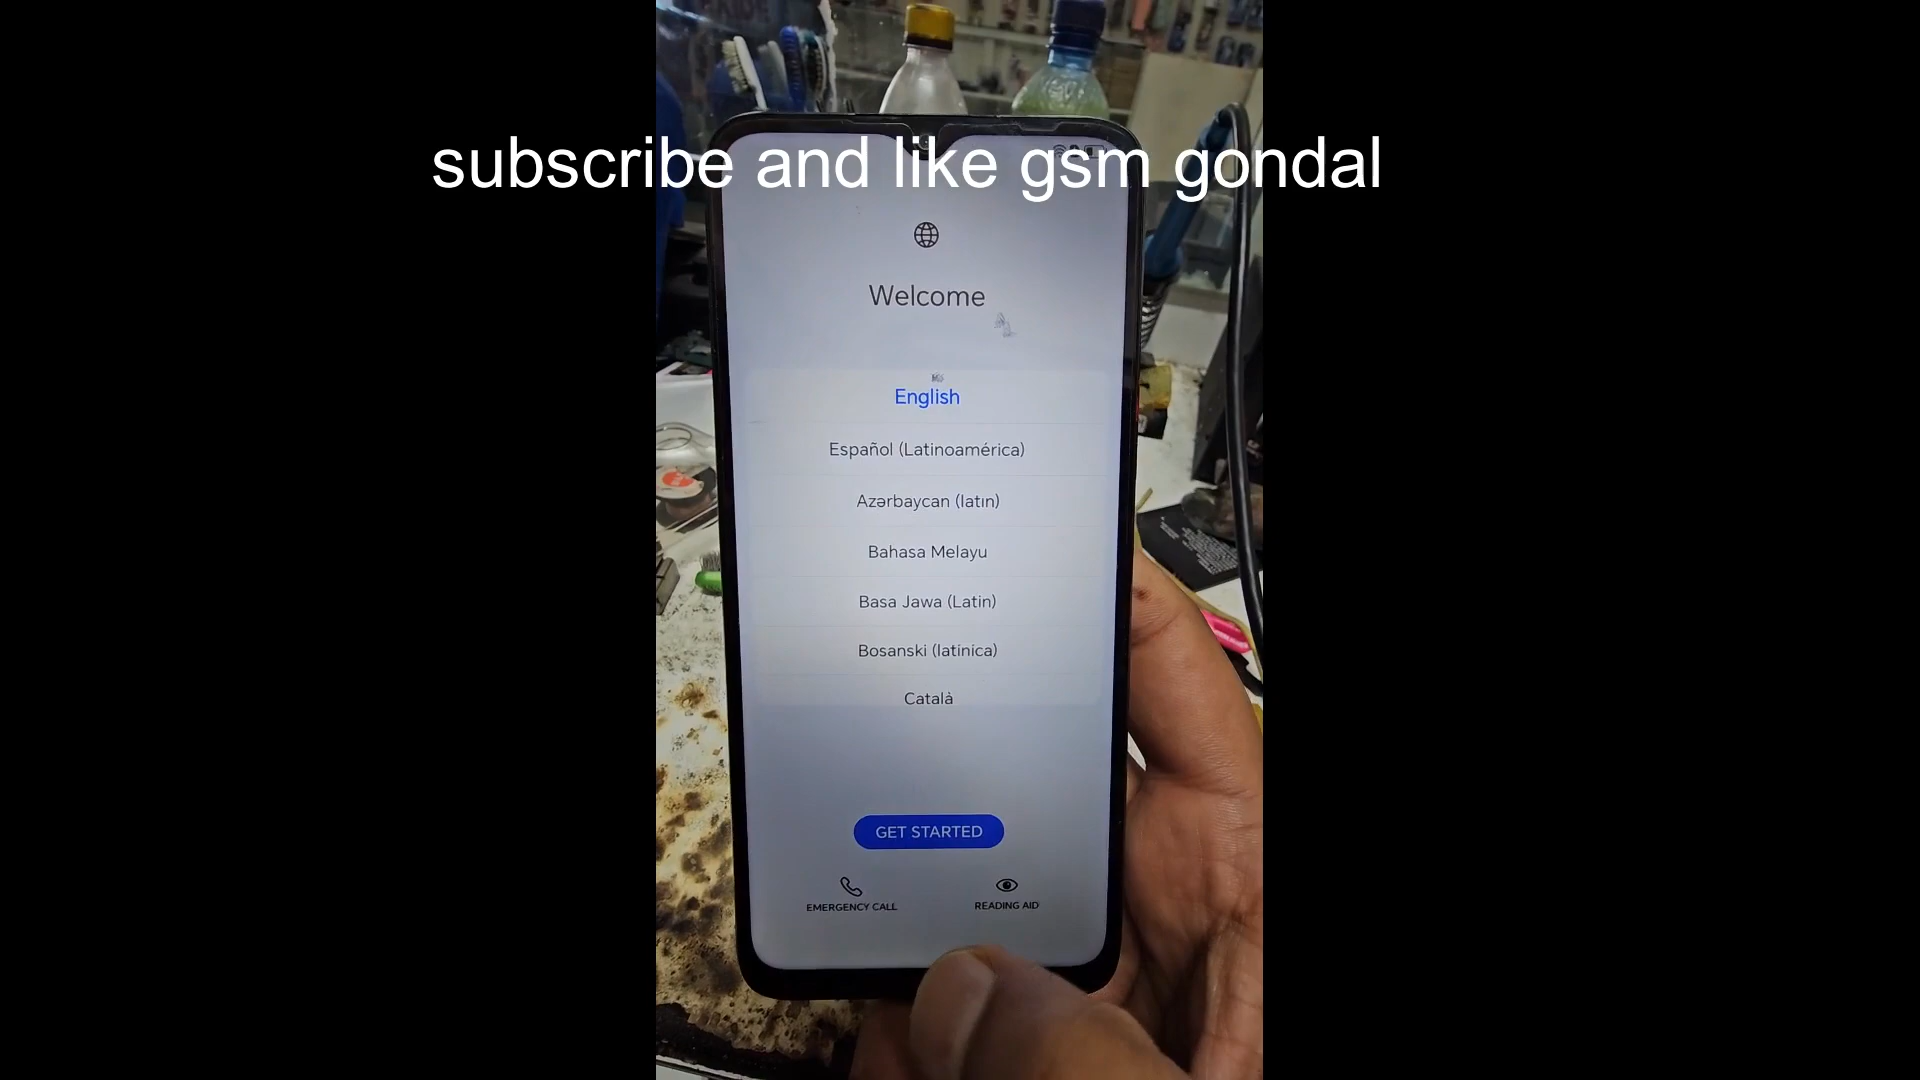 subscribe and like gsm gondal
Welcome
English
Español (Latinoamérica)
Azərbaycan (latın)
Bahasa Melayu
Basa Jawa (Latin)
Bosanski (latinica)
Català
GET STARTED
EMERGENCY CALL
READING AID